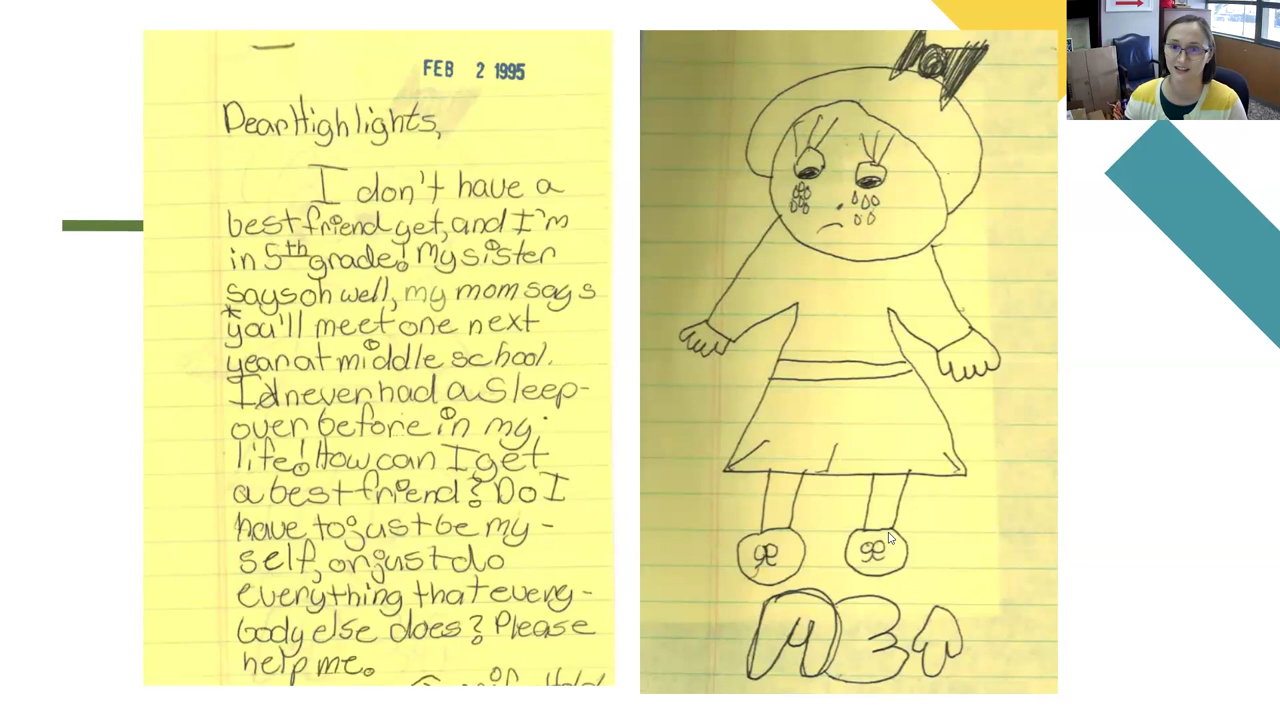 FEB 2 1995
Dear Highlights,
I don't have a
best friend yet, and I'm
in 5th grade! My sister
says oh well, my mom says
you'll meet one next
year at middle school.
I'd never had a sleep-
over before in my
life! How can I get
a best friend? Do I
have to just be my-
self, or just do
everything that every-
body else does? Please
help me.
ME